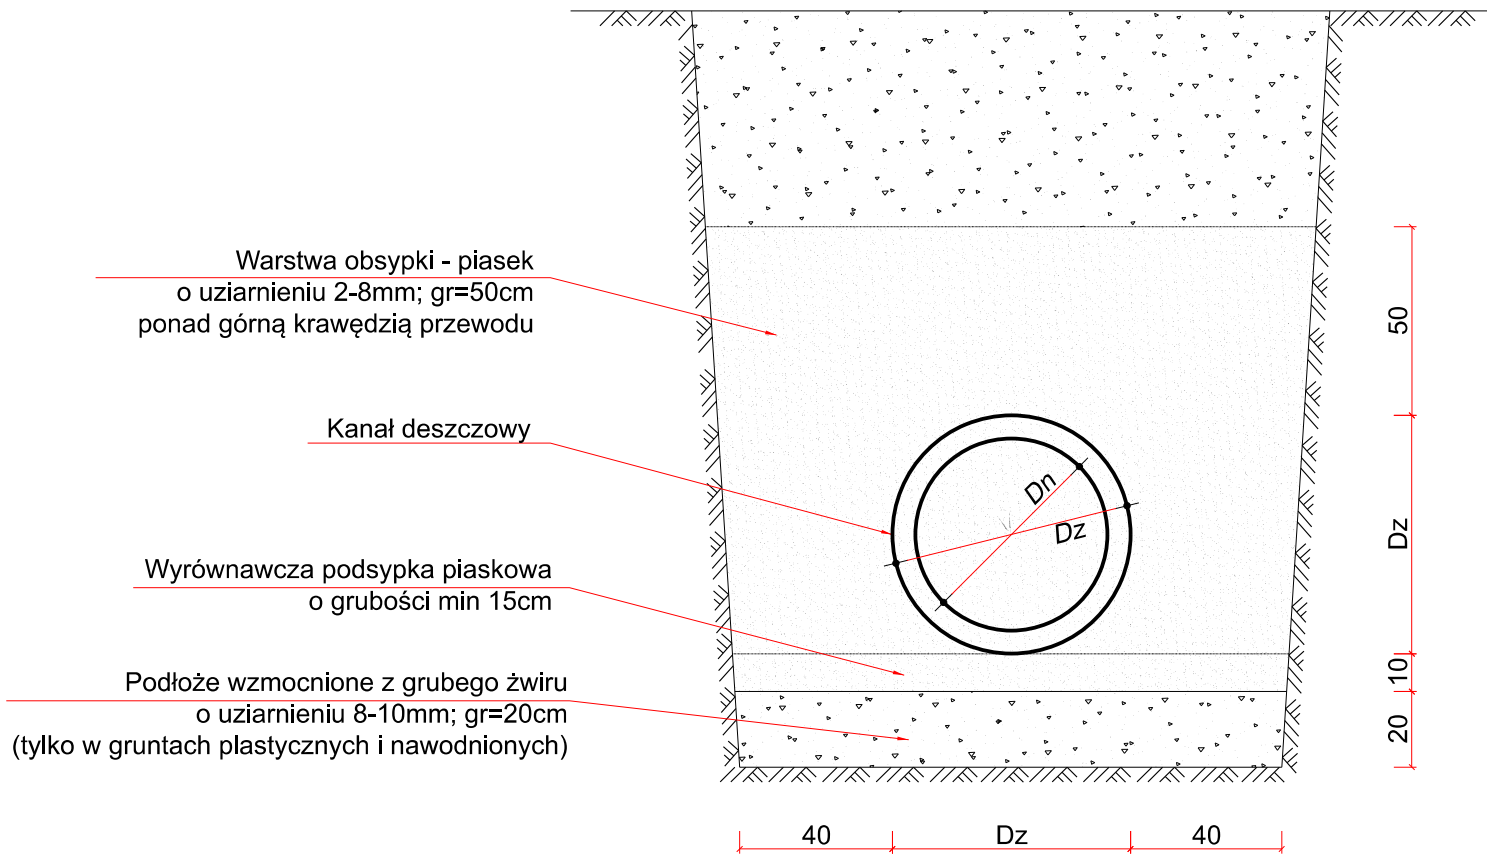 Warstwa obsypki - piasek
o uziarnieniu 2-8mm; gr=50cm
ponad górną krawędzią przewodu
Kanał deszczowy
Wyrównawcza podsypka piaskowa
o grubości min 15cm
Podłoże wzmocnione z grubego żwiru
o uziarnieniu 8-10mm; gr=20cm
(tylko w gruntach plastycznych i nawodnionych)
Dn
Dz
50
Dz
10
20
40
Dz
40